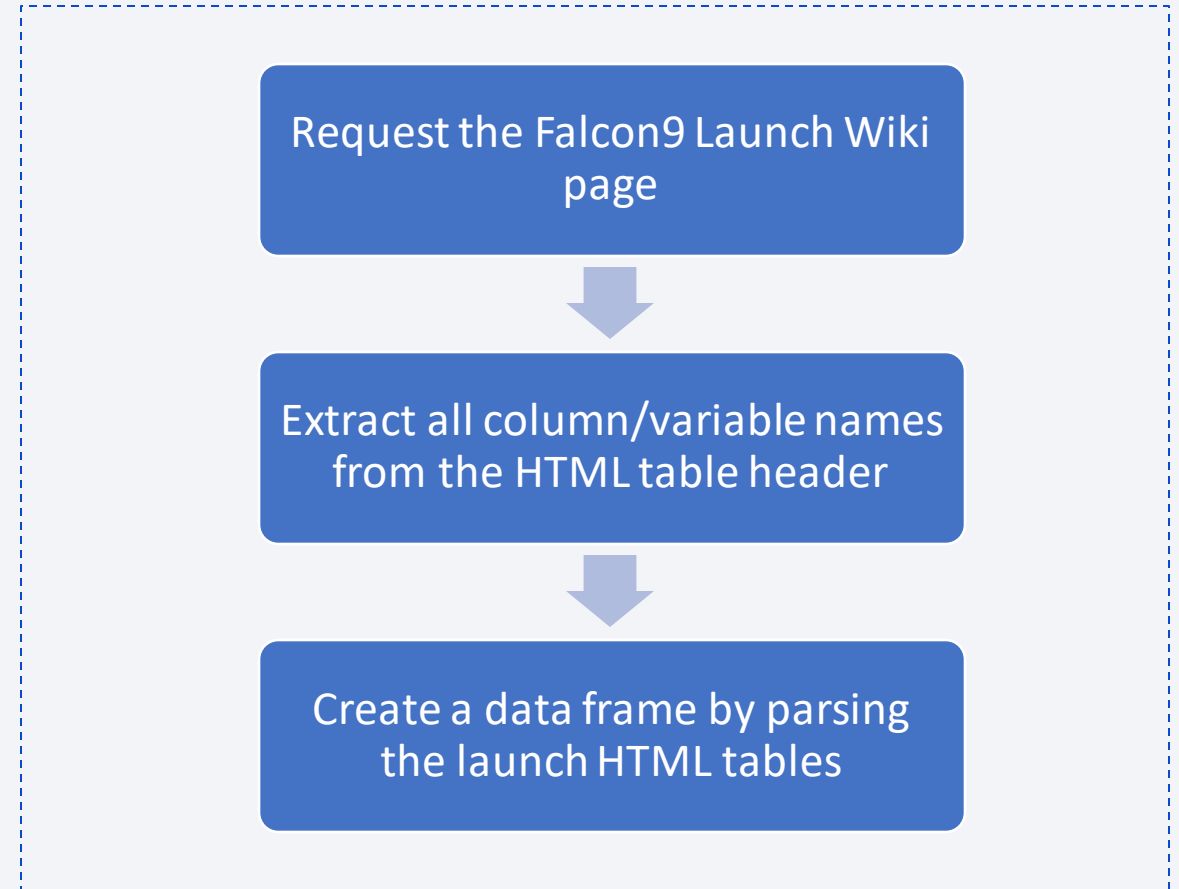 Request the Falcon9 Launch Wiki
page
Extract all column/variable names
from the HTML table header
Create a data frame by parsing
the launch HTML tables